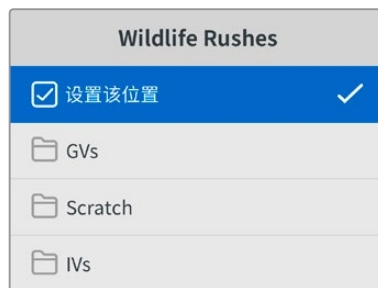 Wildlife Rushes
设置该位置
GVs
Scratch
IVs